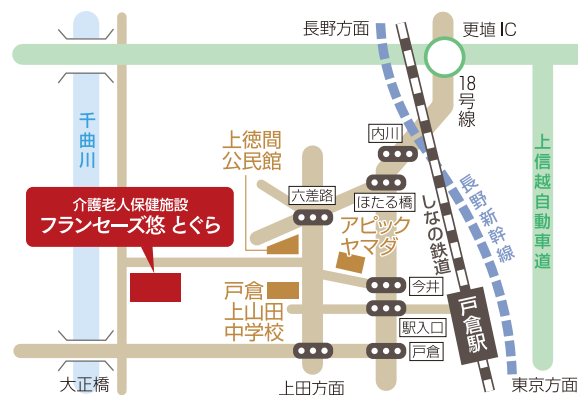 長野方面
更埴IC
18号線
千曲川
上徳間
公民館
内川
六差路
ほたる橋
介護老人保健施設
フランセーズ悠 とぐら
アピック
ヤマダ
しなの鉄道
長野新幹線
上信越自動車道
戸倉
上山田
中学校
今井
駅入口
戸倉駅
戸倉
大正橋
上田方面
東京方面